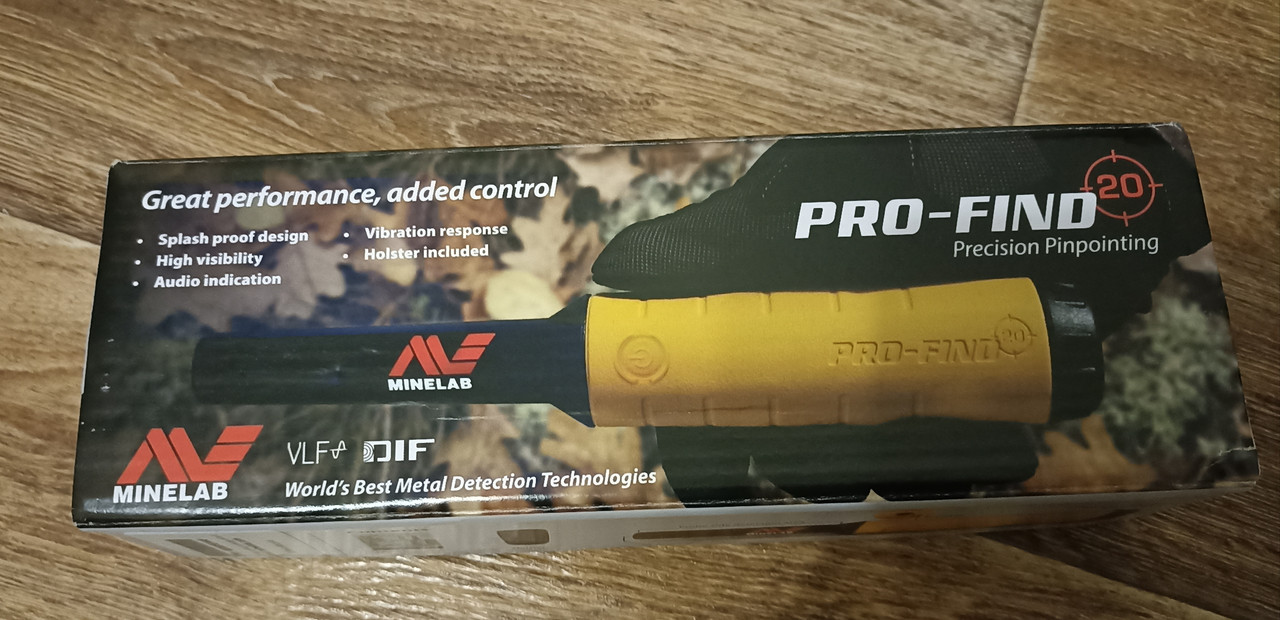 Great performance, added control
• Splash proof design
• High visibility
• Audio indication
• Vibration response
• Holster included
PRO-FIND 20
Precision Pinpointing
MINELAB
PRO-FIND 20
MINELAB
VLF DIF
World's Best Metal Detection Technologies